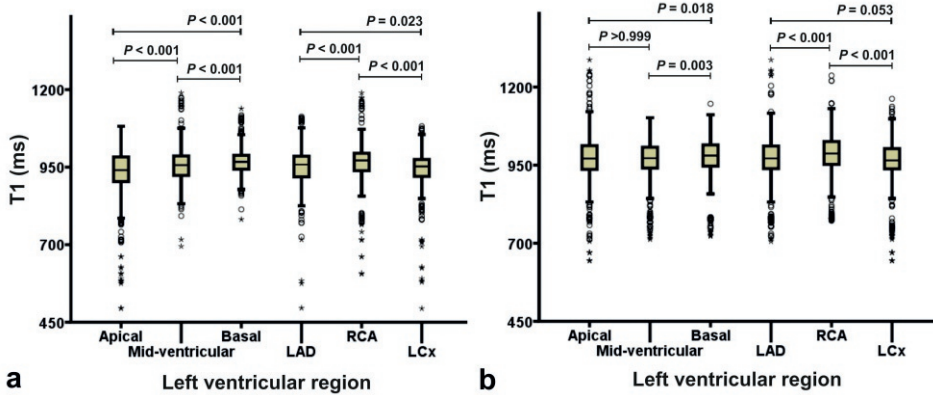 P < 0.001
P = 0.023
P < 0.001
P < 0.001
P < 0.001
P < 0.001
1200
950
700
450
T1 (ms)
Apical
Mid-ventricular
Basal
LAD
RCA
LCx
a
Left ventricular region
P = 0.018
P = 0.053
P >0.999
P < 0.001
P = 0.003
P < 0.001
1200
950
700
450
T1 (ms)
Apical
Mid-ventricular
Basal
LAD
RCA
LCx
b
Left ventricular region